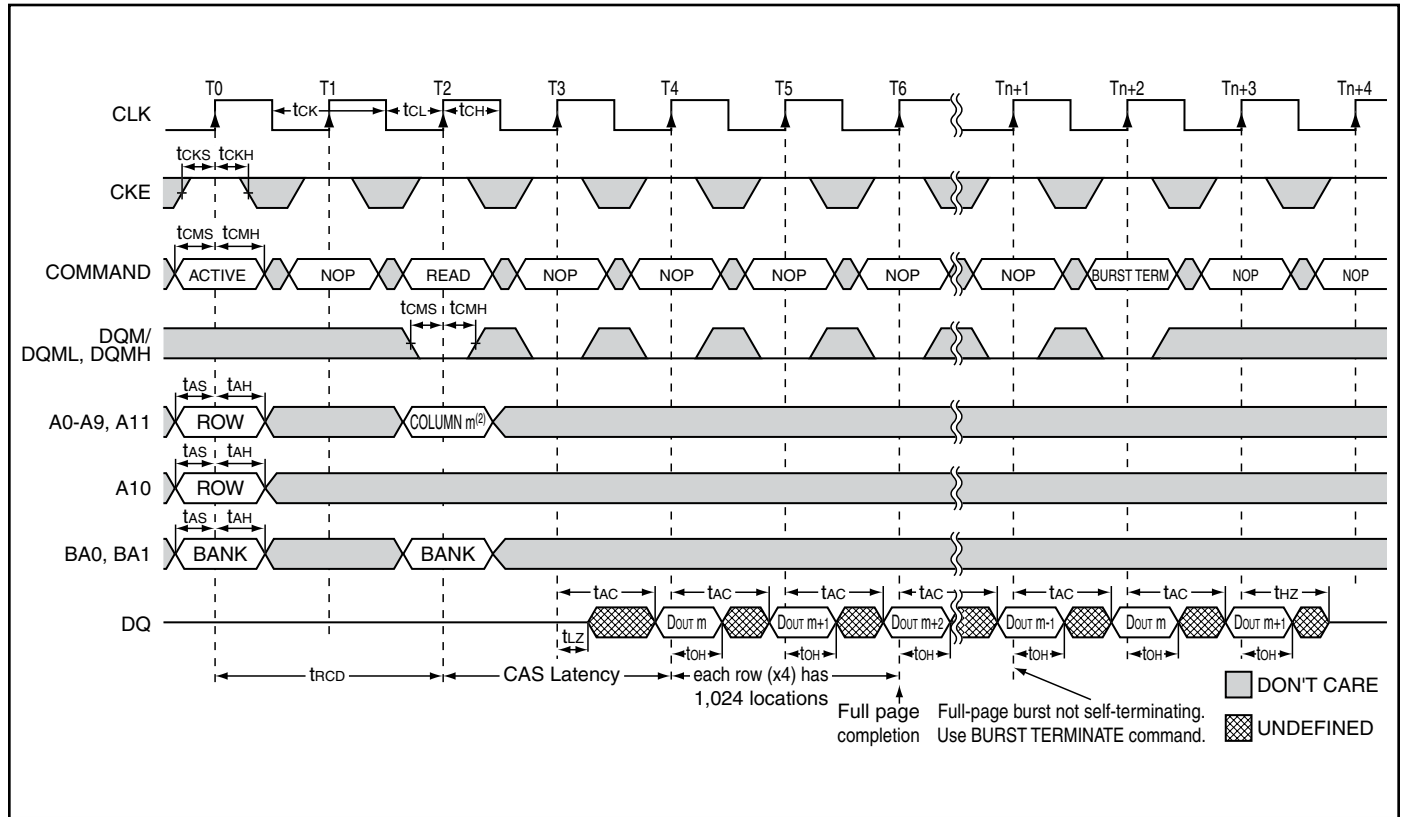 T0 T1 T2 T3 T4 T5 T6 Tn+1 Tn+2 Tn+3 Tn+4
CLK
tCK tCL tCH
tCKS tCKH
CKE
tCMS tCMH
COMMAND
ACTIVE NOP READ NOP NOP NOP NOP NOP BURST TERM NOP NOP
tCMS tCMH
DQM/
DQML, DQMH
tAS tAH
A0-A9, A11
ROW COLUMN m(2)
tAS tAH
A10
ROW
tAS tAH
BA0, BA1
BANK BANK
tAC tAC tAC tAC tAC tAC tHZ
DQ
DOUT m DOUT m+1 DOUT m+2 DOUT m-1 DOUT m DOUT m+1
tLZ
tOH tOH tOH tOH tOH tOH
tRCD CAS Latency each row (x4) has
1,024 locations
Full page
completion
Full-page burst not self-terminating.
Use BURST TERMINATE command.
DON'T CARE
UNDEFINED